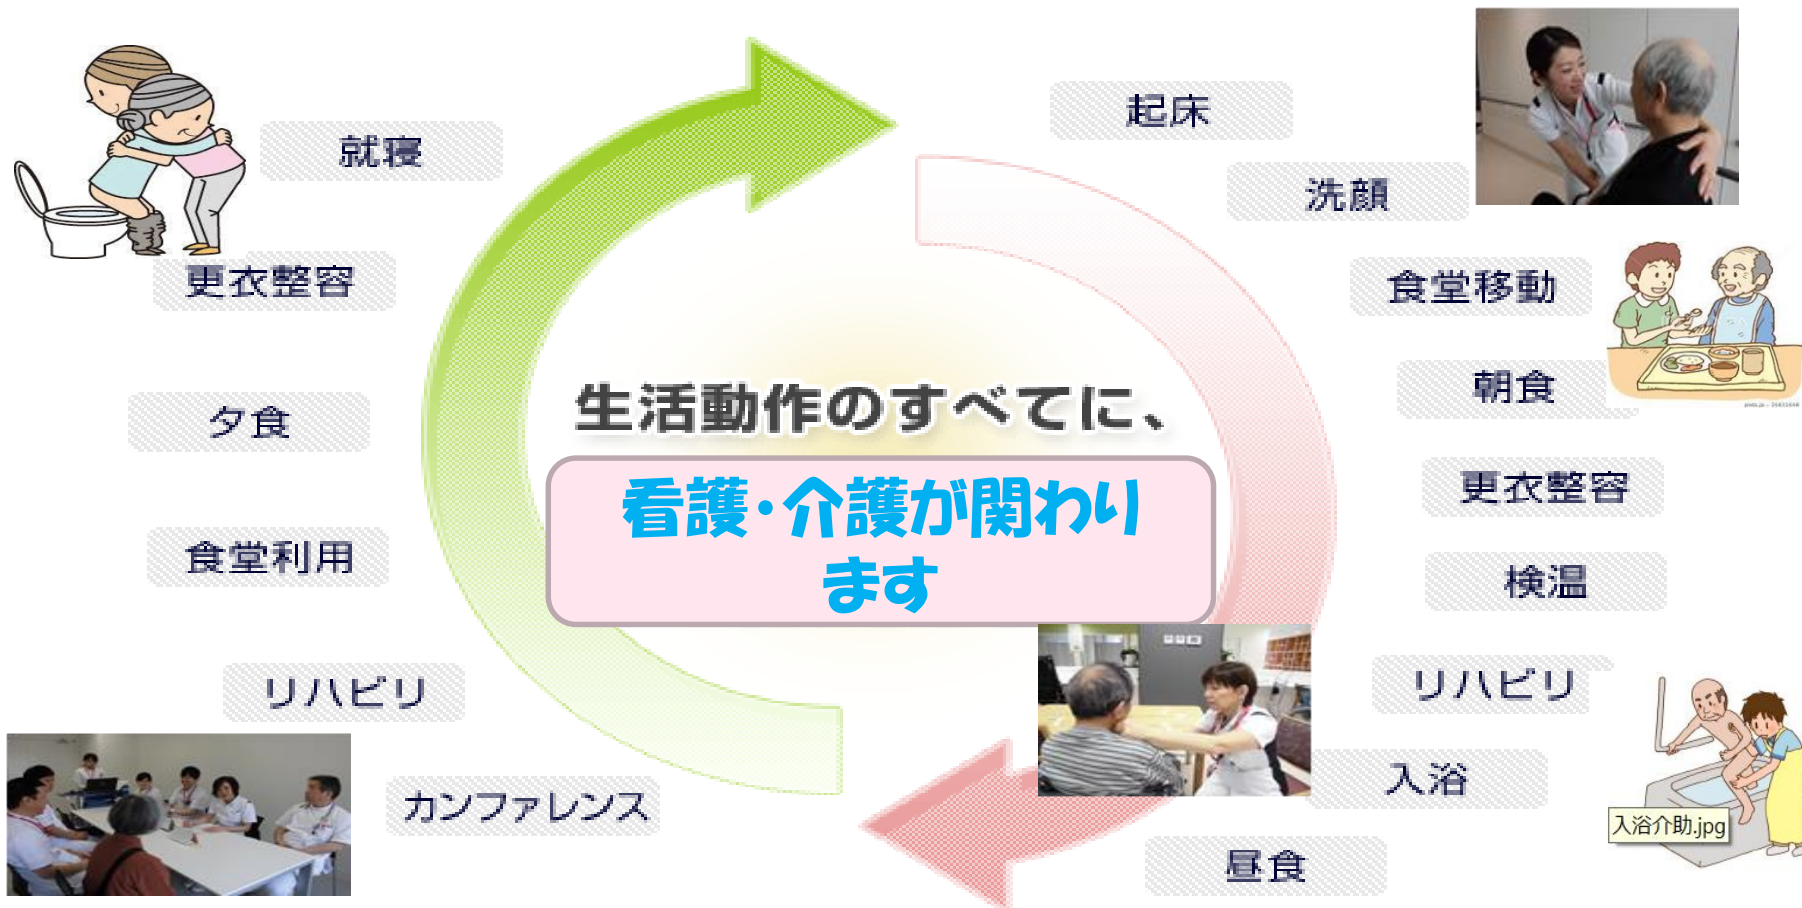 起床
洗顔
食堂移動
朝食
更衣整容
検温
リハビリ
入浴
昼食
カンファレンス
リハビリ
食堂利用
夕食
更衣整容
就寝
生活動作のすべてに、
看護・介護が関わり
ます
入浴介助.jpg